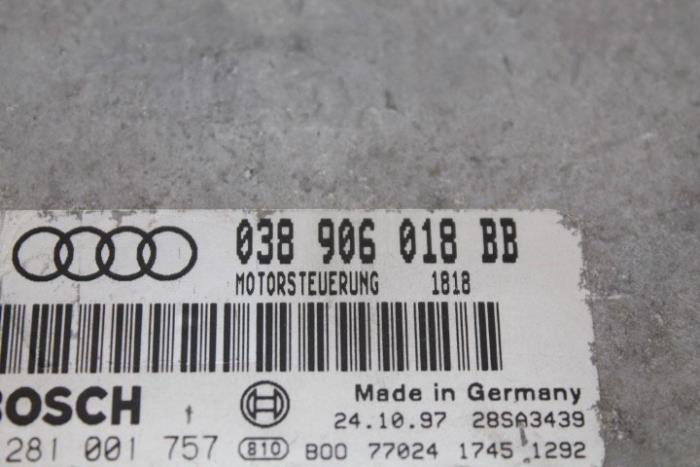 038 906 018 BB
MOTORSTEUERUNG 1818
BOSCH Made in Germany
24.10.97 28SA3439
281 001 757 810 B00 77024 1745 1292